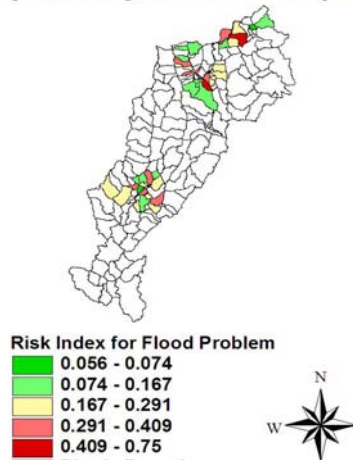 Risk Index for Flood Problem
0.056 - 0.074
0.074 - 0.167
0.167 - 0.291
0.291 - 0.409
0.409 - 0.75
N
W